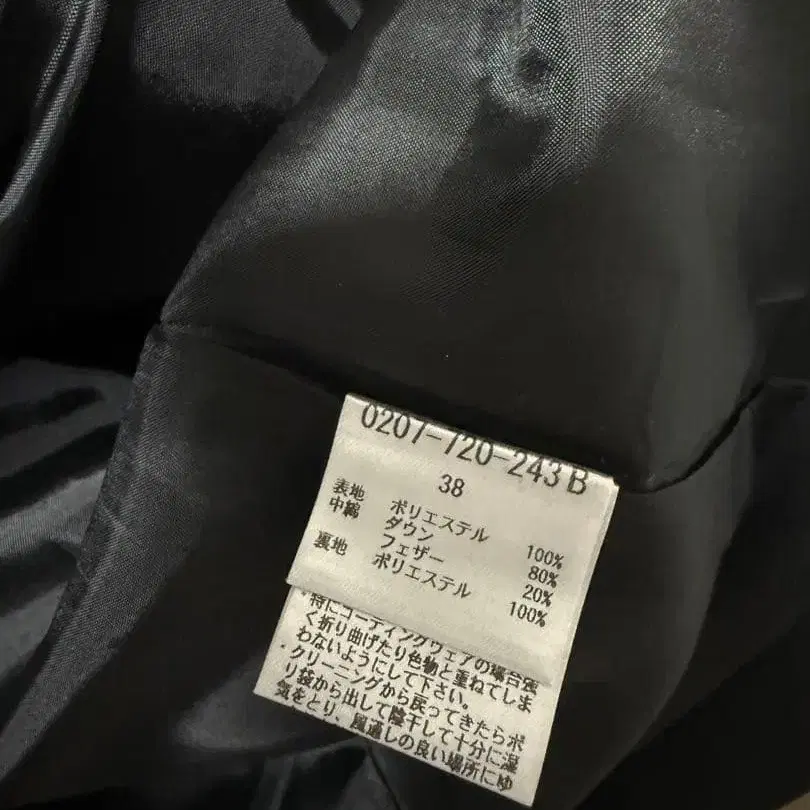 0207-720-243 B
38
表地 ポリエステル 100%
中綿 ダウン 80%
フェザー 20%
裏地 ポリエステル 100%
・特にコーティングウェアの場合強
く折り曲げたり色物と重ねてしま
わないようにして下さい。
・クリーニングから戻ってきたらポ
リ袋から出して陰干して十分に湿
気をとり、風通しの良い場所にゆ